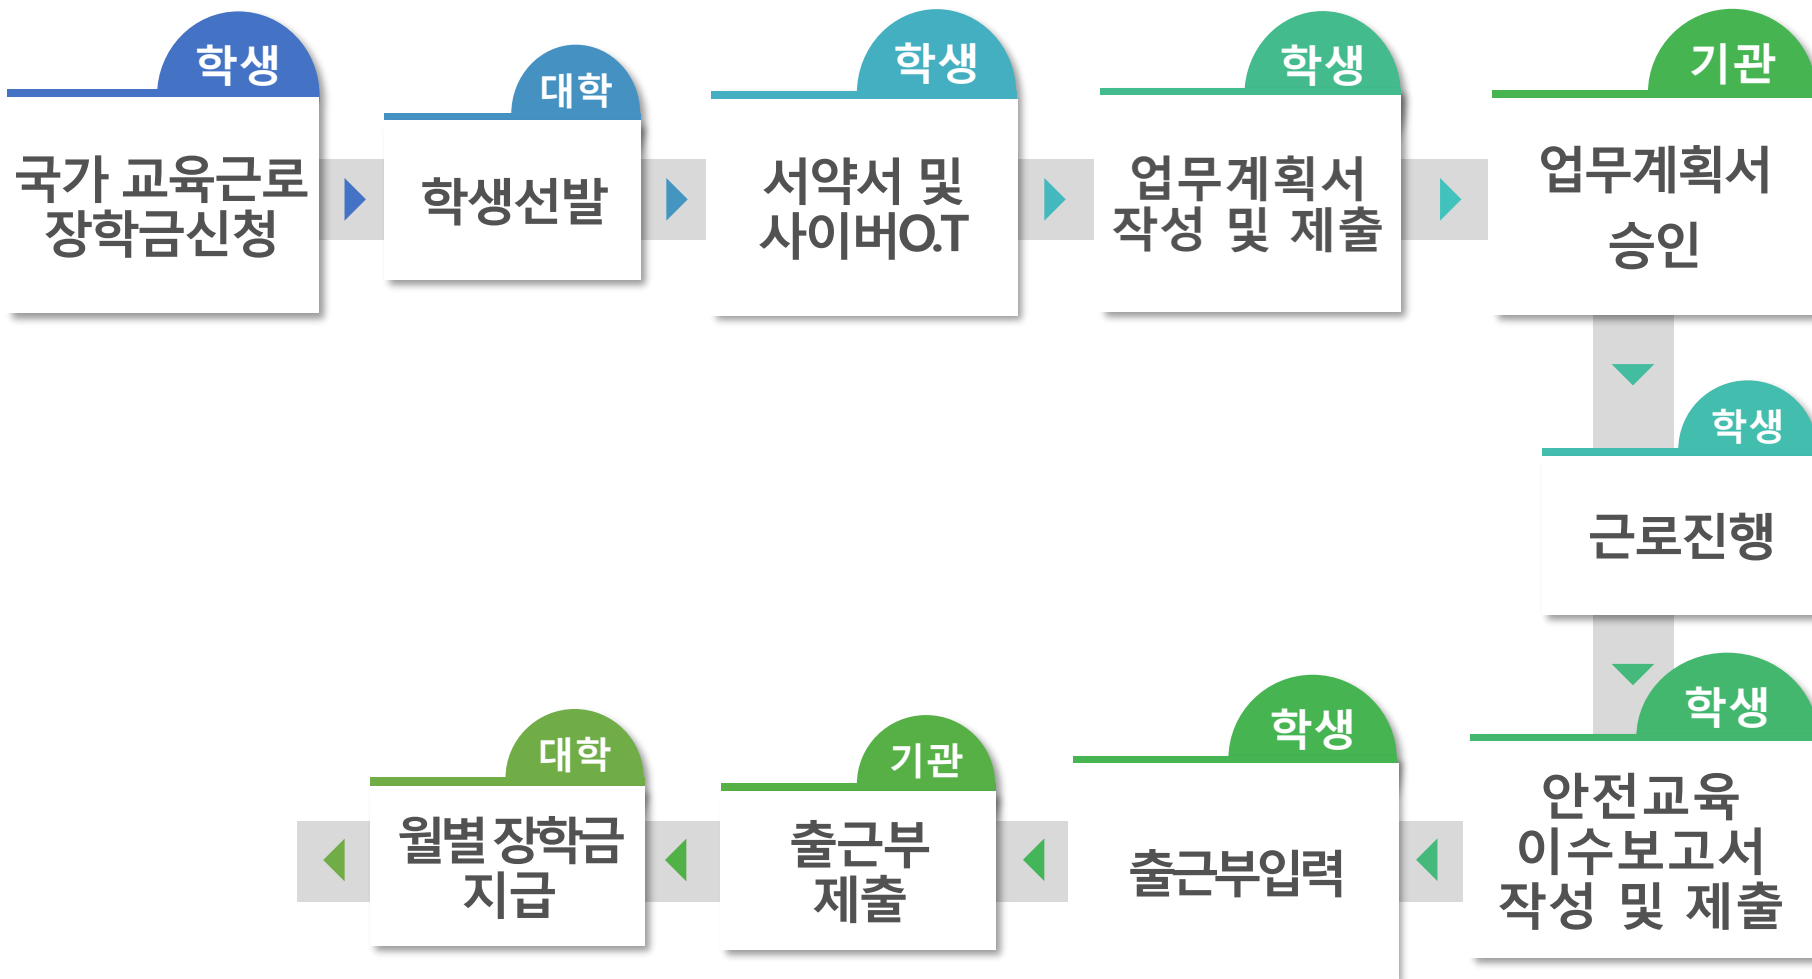 학생
국가 교육근로
장학금신청
대학
학생선발
학생
서약서 및
사이버O.T
학생
업무계획서
작성 및 제출
기관
업무계획서
승인
학생
근로진행
학생
안전교육
이수보고서
작성 및 제출
학생
출근부입력
기관
출근부
제출
대학
월별 장학금
지급